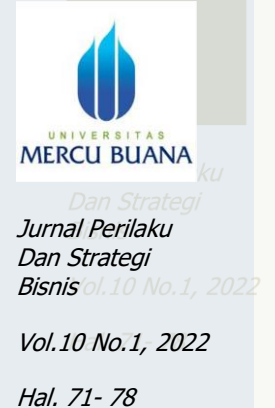 UNIVERSITAS
MERCU BUANA
Jurnal Perilaku
Dan Strategi
Bisnis
Vol.10 No.1, 2022
Hal. 71- 78